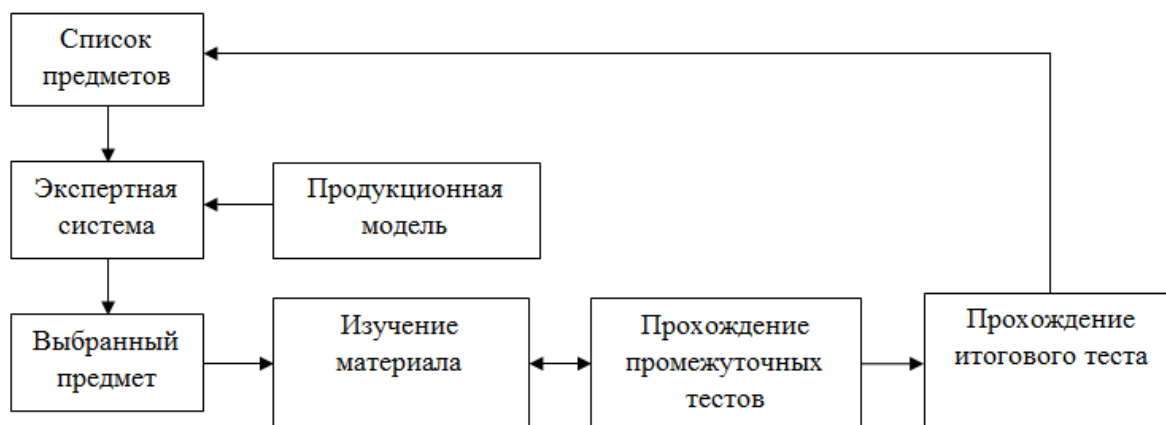 Список
предметов
Экспертная
система
Продукционная
модель
Выбранный
предмет
Изучение
материала
Прохождение
промежуточных
тестов
Прохождение
итогового теста